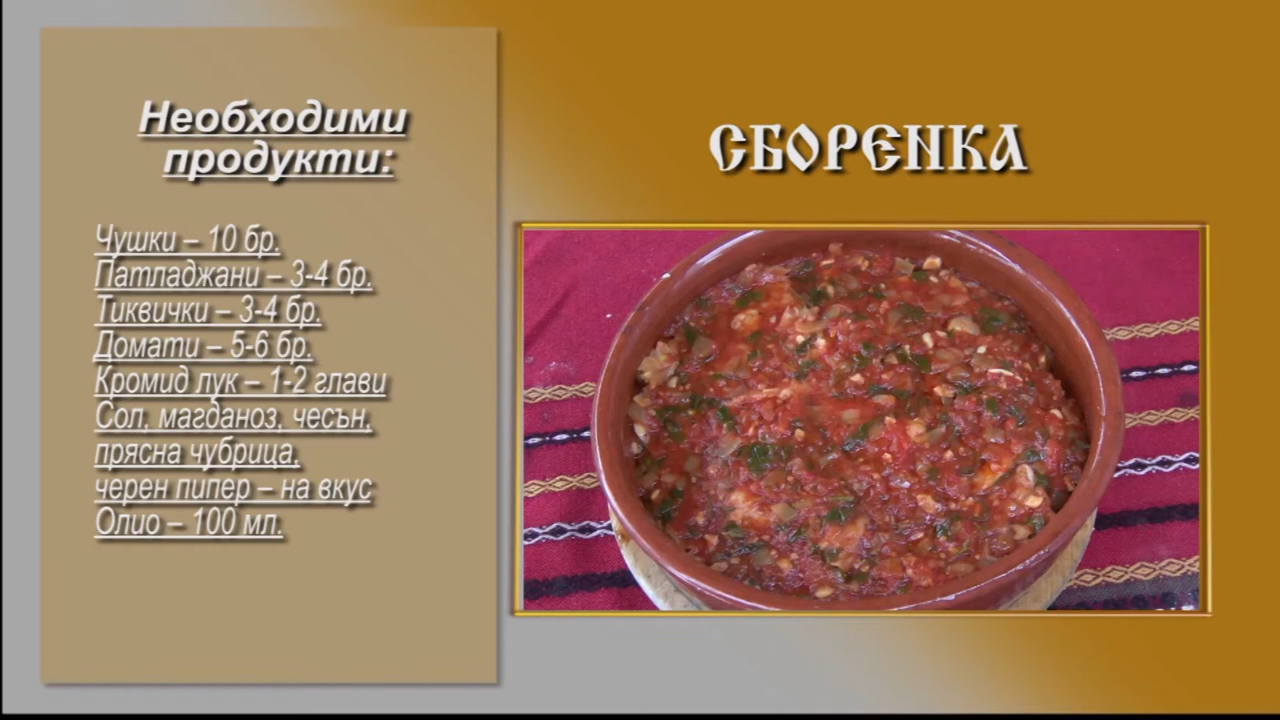 Необходими
продукти:
СБОРЕНКА
Чушки – 10 бр.
Патладжани – 3-4 бр.
Тиквички – 3-4 бр.
Домати – 5-6 бр.
Кромид лук – 1-2 глави
Сол, магданоз, чесън,
прясна чубрица,
черен пипер – на вкус
Олио – 100 мл.